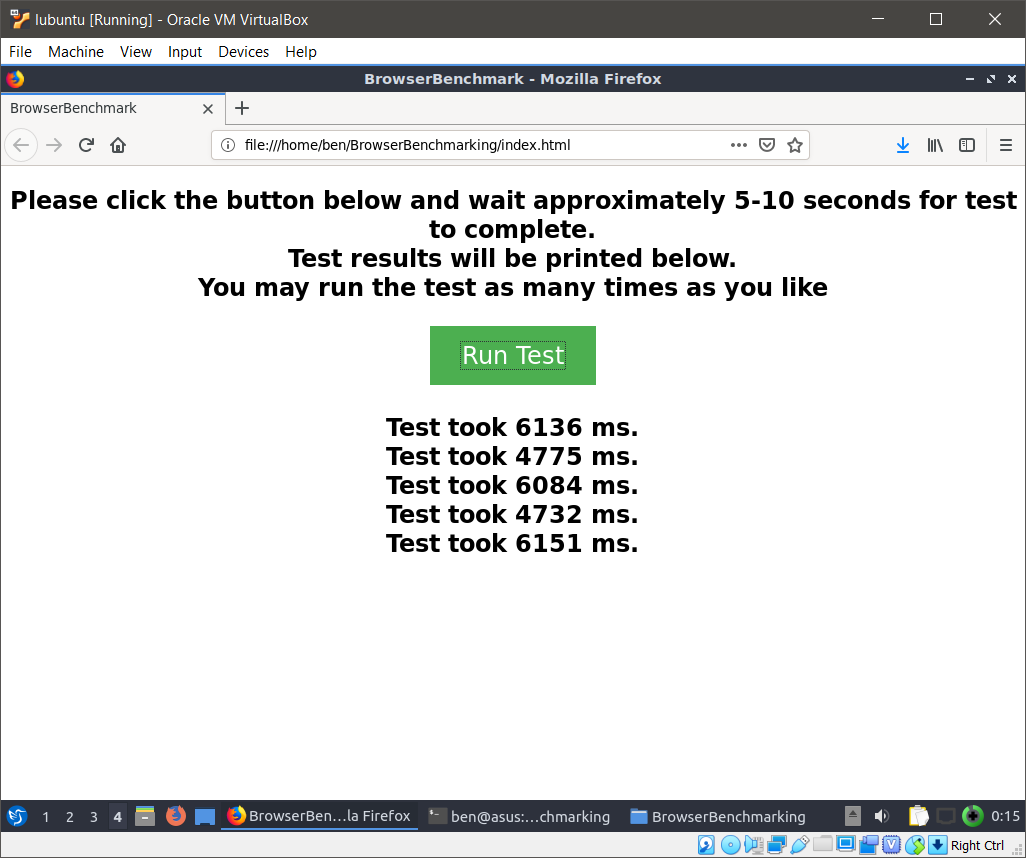 lubuntu [Running] - Oracle VM VirtualBox
File Machine View Input Devices Help
BrowserBenchmark - Mozilla Firefox
BrowserBenchmark
file:///home/ben/BrowserBenchmarking/index.html
Please click the button below and wait approximately 5-10 seconds for test
to complete.
Test results will be printed below.
You may run the test as many times as you like
Run Test
Test took 6136 ms.
Test took 4775 ms.
Test took 6084 ms.
Test took 4732 ms.
Test took 6151 ms.
1 2 3 4 BrowserBen…la Firefox ben@asus:…chmarking BrowserBenchmarking 0:15
Right Ctrl